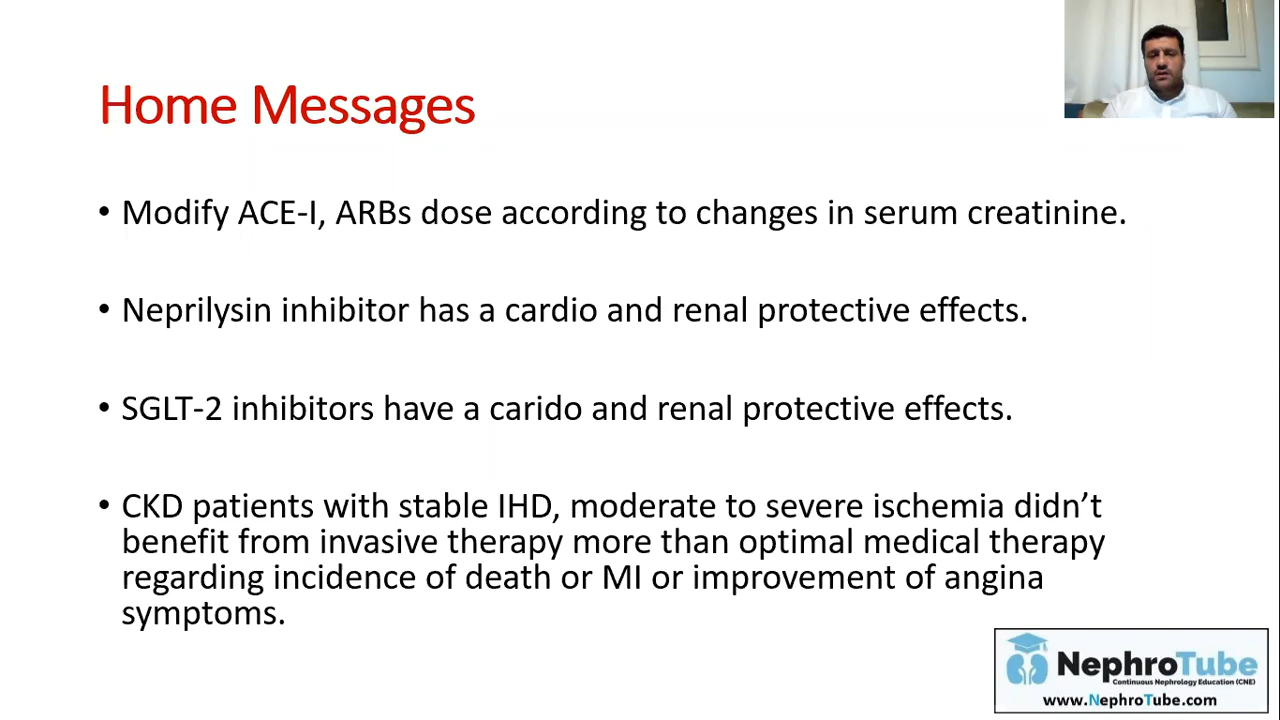 Home Messages
• Modify ACE-I, ARBs dose according to changes in serum creatinine.
• Neprilysin inhibitor has a cardio and renal protective effects.
• SGLT-2 inhibitors have a carido and renal protective effects.
• CKD patients with stable IHD, moderate to severe ischemia didn’t
benefit from invasive therapy more than optimal medical therapy
regarding incidence of death or MI or improvement of angina
symptoms.
NephroTube
Continuous Nephrology Education (CNE)
www.NephroTube.com